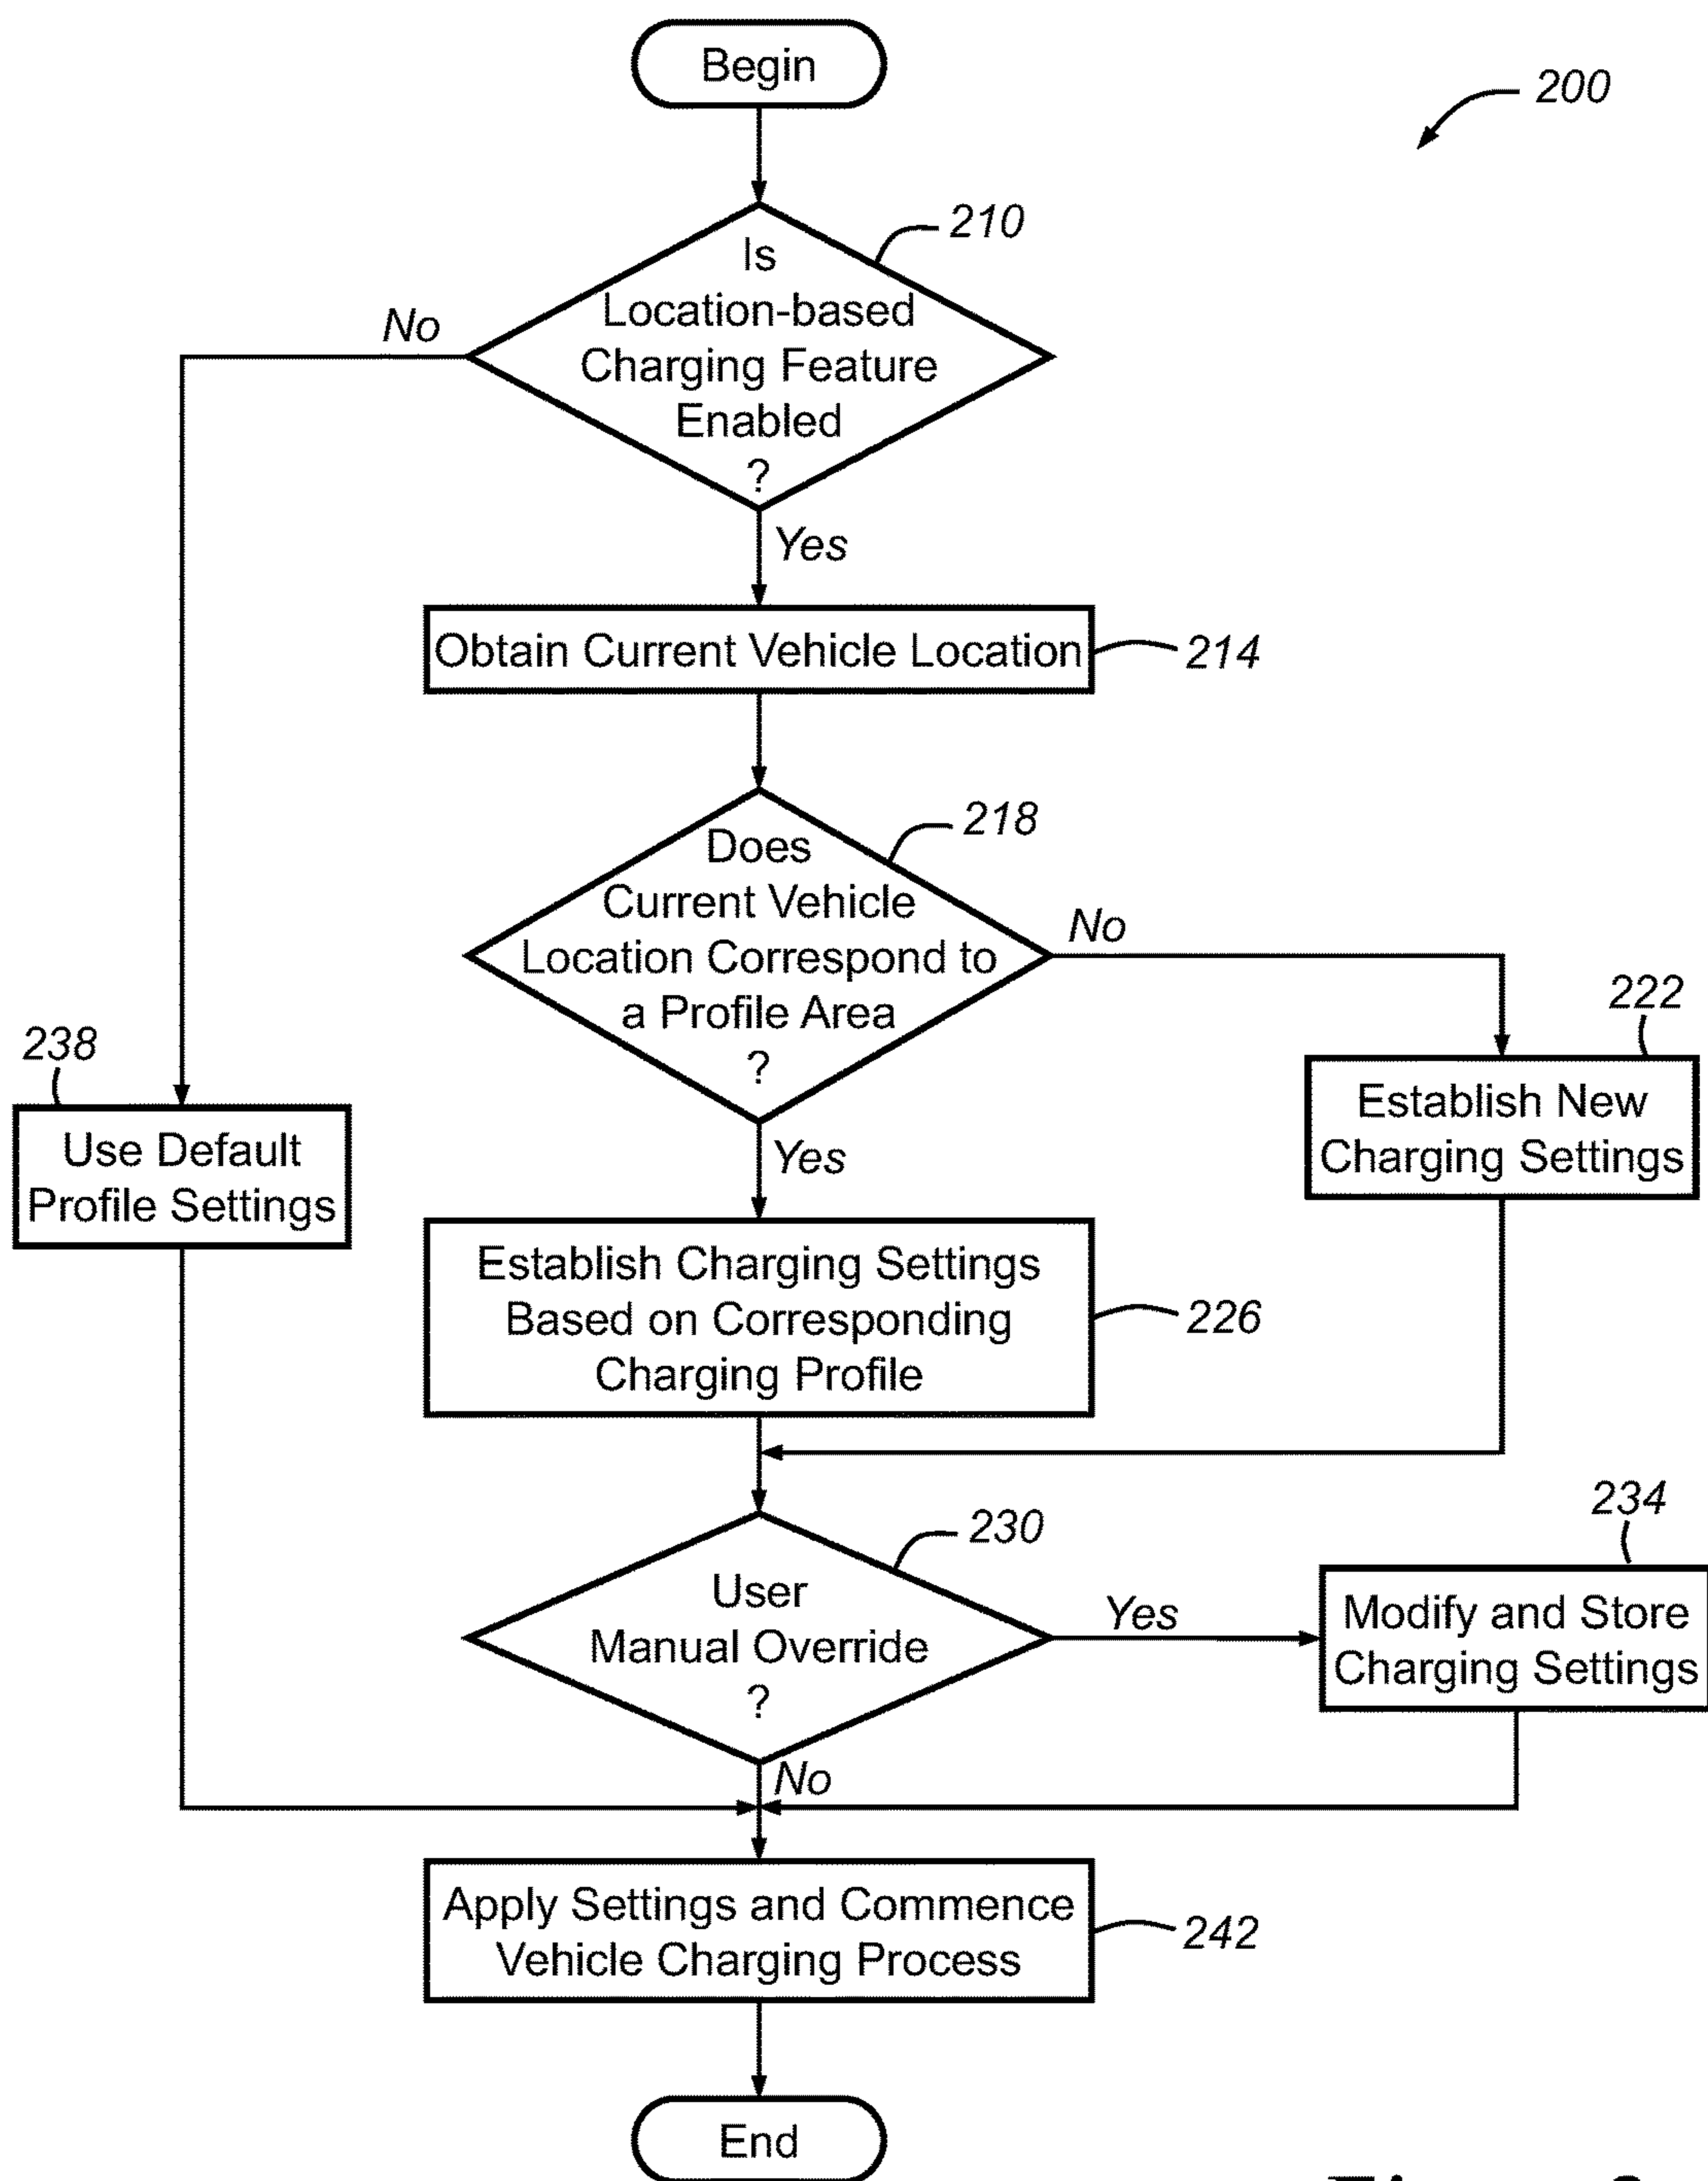 Begin
200
210
Is
Location-based
Charging Feature
Enabled
?
No
Yes
Obtain Current Vehicle Location
214
218
Does
Current Vehicle
Location Correspond to
a Profile Area
?
No
222
Establish New
Charging Settings
238
Use Default
Profile Settings
Yes
Establish Charging Settings
Based on Corresponding
Charging Profile
226
230
User
Manual Override
?
Yes
234
Modify and Store
Charging Settings
No
Apply Settings and Commence
Vehicle Charging Process
242
End